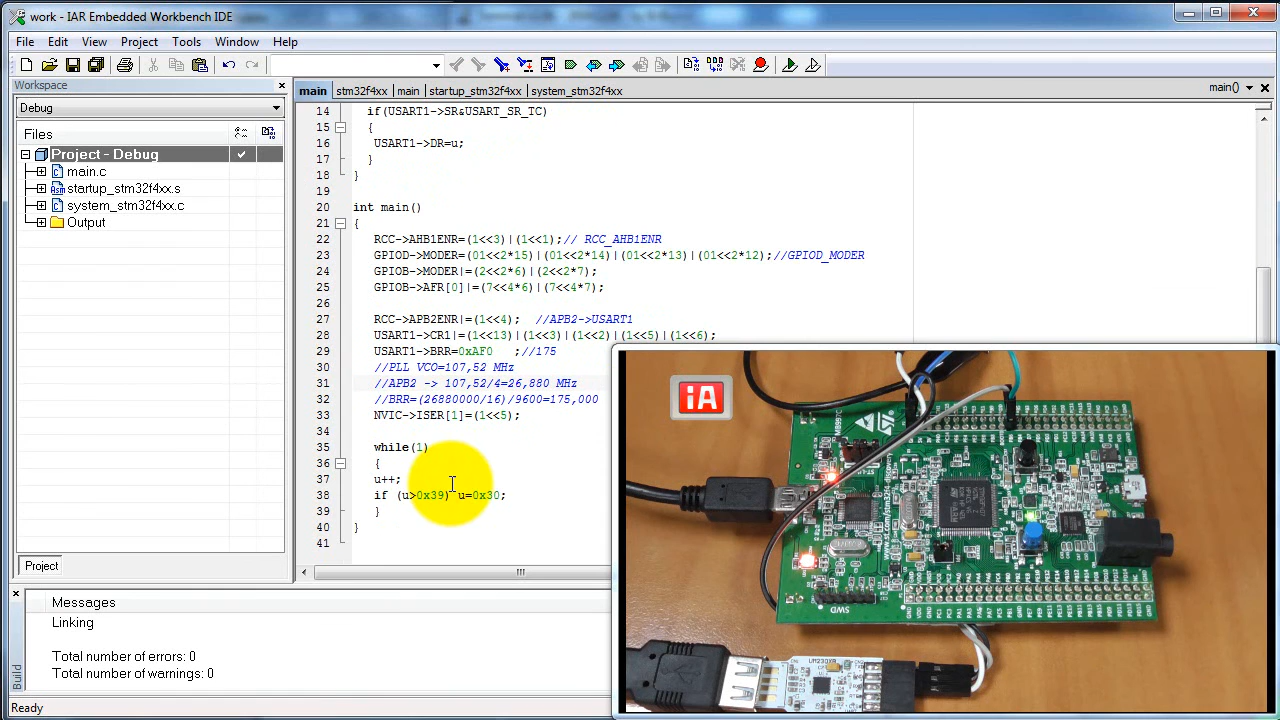 work - IAR Embedded Workbench IDE
File Edit View Project Tools Window Help
Workspace
main stm32f4xx main startup_stm32f4xx system_stm32f4xx main()
Debug
Files
Project - Debug
main.c
startup_stm32f4xx.s
system_stm32f4xx.c
Output
Project
14 if(USART1->SR&USART_SR_TC)
15 {
16 USART1->DR=u;
17 }
18 }
19
20 int main()
21 {
22 RCC->AHB1ENR=(1<<3)|(1<<1);// RCC_AHB1ENR
23 GPIOD->MODER=(01<<2*15)|(01<<2*14)|(01<<2*13)|(01<<2*12);//GPIOD_MODER
24 GPIOB->MODER|=(2<<2*6)|(2<<2*7);
25 GPIOB->AFR[0]|=(7<<4*6)|(7<<4*7);
26
27 RCC->APB2ENR|=(1<<4); //APB2->USART1
28 USART1->CR1|=(1<<13)|(1<<3)|(1<<2)|(1<<5)|(1<<6);
29 USART1->BRR=0xAF0 ;//175
30 //PLL VCO=107,52 MHz
31 //APB2 -> 107,52/4=26,880 MHz
32 //BRR=(26880000/16)/9600=175,000
33 NVIC->ISER[1]=(1<<5);
34
35 while(1)
36 {
37 u++;
38 if (u>0x39) u=0x30;
39 }
40 }
41
Messages
Linking
Total number of errors: 0
Total number of warnings: 0
Build
Ready
iA
MB997C
SWD
UM230XB